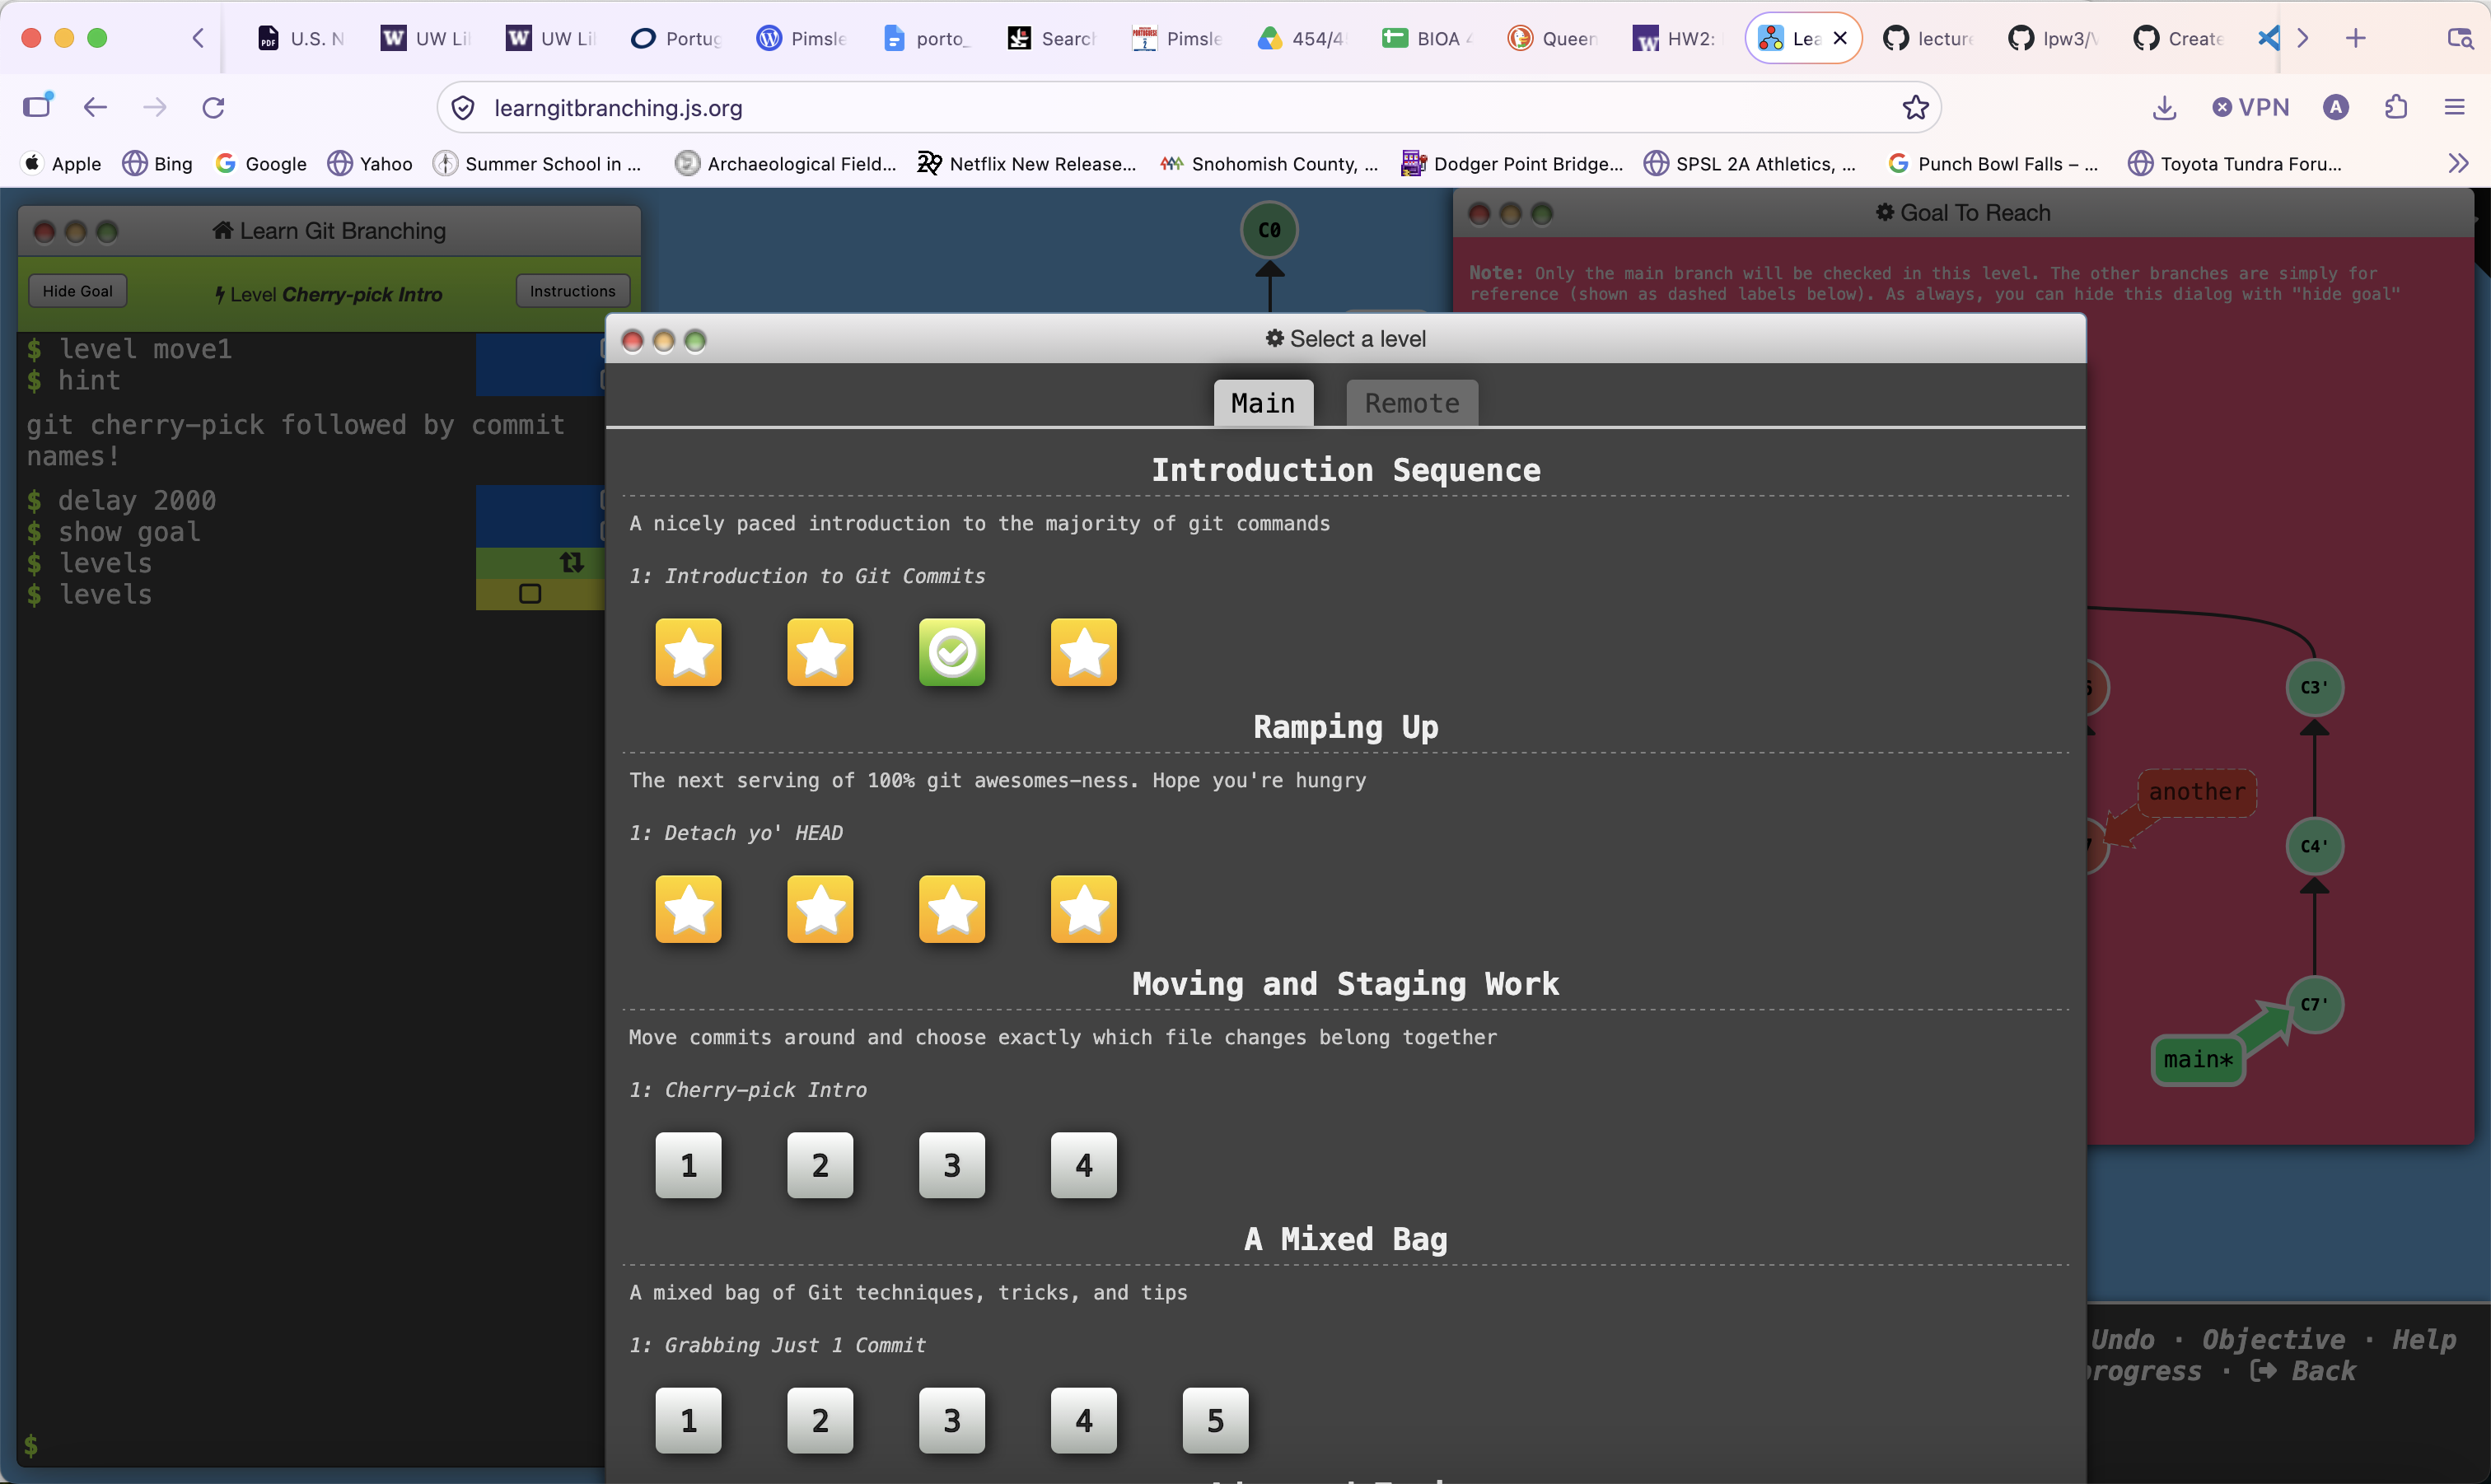 U.S. N
UW Li
UW Li
Portug
Pimsle
porto_
Search
Pimsle
454/4
BIOA 4
Queen
HW2:
Lea
lectur
lpw3/
Create
learngitbranching.js.org
VPN
A
Apple
Bing
Google
Yahoo
Summer School in ...
Archaeological Field...
Netflix New Release...
Snohomish County, ...
Dodger Point Bridge...
SPSL 2A Athletics, ...
Punch Bowl Falls – ...
Toyota Tundra Foru...
Learn Git Branching
Hide Goal
Level Cherry-pick Intro
Instructions
$ level move1
$ hint
git cherry-pick followed by commit
names!
$ delay 2000
$ show goal
$ levels
$ levels
$
C0
Goal To Reach
Note: Only the main branch will be checked in this level. The other branches are simply for
reference (shown as dashed labels below). As always, you can hide this dialog with "hide goal"
Select a level
Main
Remote
Introduction Sequence
A nicely paced introduction to the majority of git commands
1: Introduction to Git Commits
Ramping Up
The next serving of 100% git awesomes-ness. Hope you're hungry
1: Detach yo' HEAD
Moving and Staging Work
Move commits around and choose exactly which file changes belong together
1: Cherry-pick Intro
1 2 3 4
A Mixed Bag
A mixed bag of Git techniques, tricks, and tips
1: Grabbing Just 1 Commit
1 2 3 4 5
C3'
another
C4'
C7'
main*
Undo · Objective · Help
progress · Back